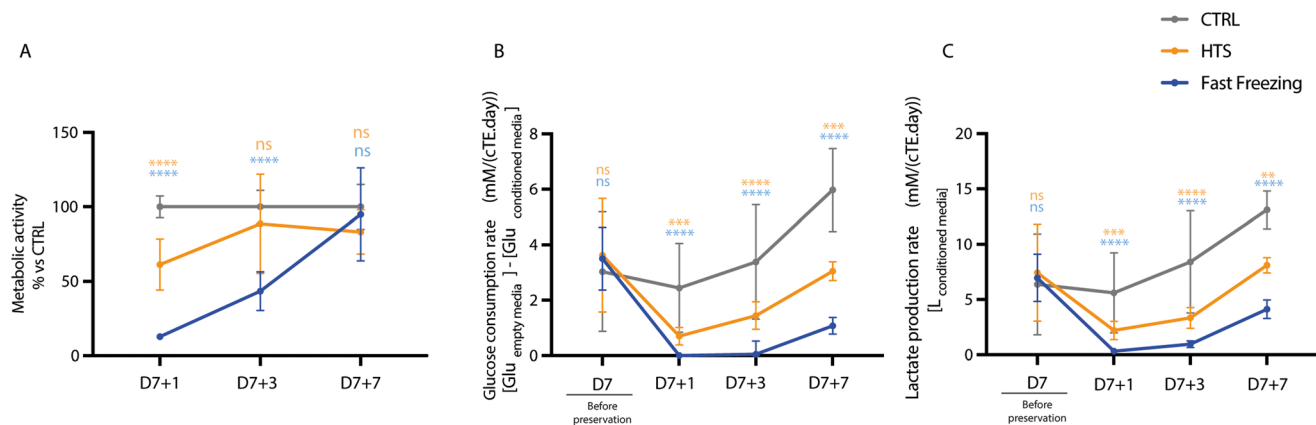 CTRL
HTS
Fast Freezing
A
Metabolic activity
% vs CTRL
150
100
50
0
****
****
ns
****
ns
ns
D7+1
D7+3
D7+7
B
Glucose consumption rate (mM/(cTE.day))
[Glu empty media] - [Glu conditioned media]
8
6
4
2
0
ns
ns
***
****
****
****
***
****
D7
D7+1
D7+3
D7+7
Before
preservation
C
Lactate production rate (mM/(cTE.day))
[L conditioned media]
20
15
10
5
0
ns
ns
***
****
****
****
**
****
D7
D7+1
D7+3
D7+7
Before
preservation